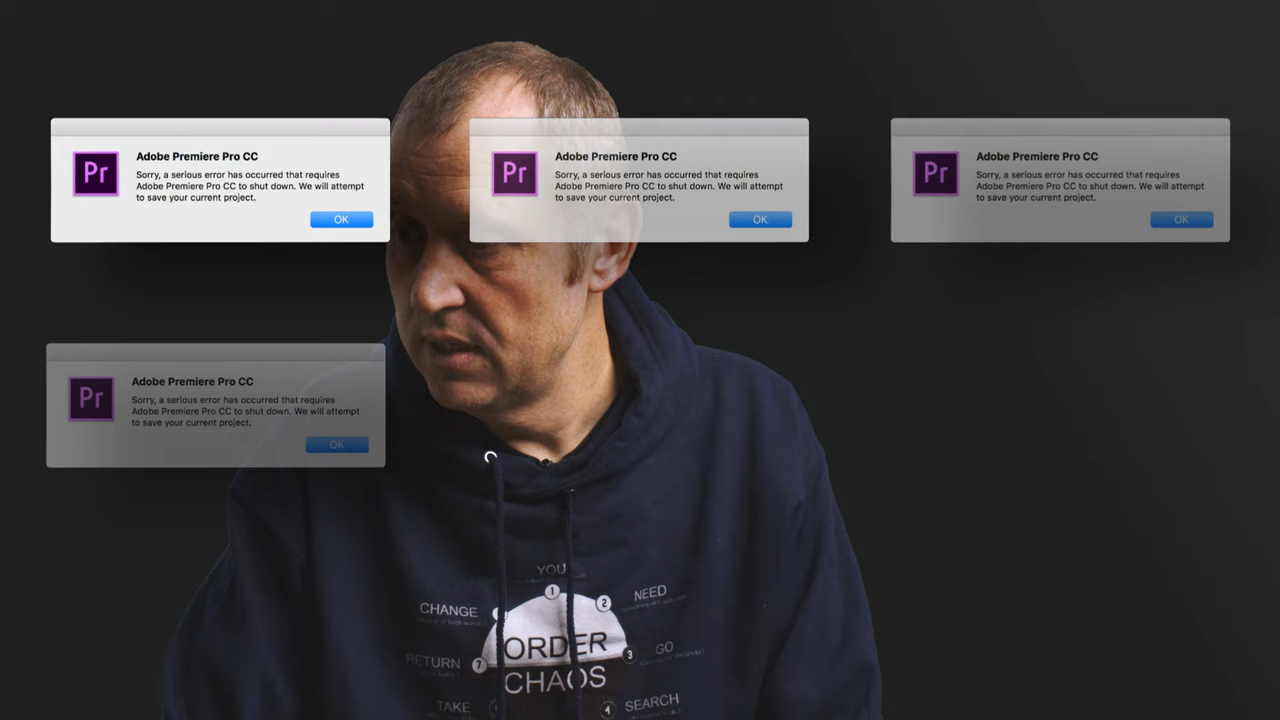 Pr
Adobe Premiere Pro CC
Sorry, a serious error has occurred that requires
Adobe Premiere Pro CC to shut down. We will attempt
to save your current project.
OK
Pr
Adobe Premiere Pro CC
Sorry, a serious error has occurred that requires
Adobe Premiere Pro CC to shut down. We will attempt
to save your current project.
OK
Pr
Adobe Premiere Pro CC
Sorry, a serious error has occurred that requires
Adobe Premiere Pro CC to shut down. We will attempt
to save your current project.
OK
Pr
Adobe Premiere Pro CC
Sorry, a serious error has occurred that requires
Adobe Premiere Pro CC to shut down. We will attempt
to save your current project.
OK
YOU
1
2
NEED
CHANGE
ORDER
3
GO
RETURN
7
CHAOS
TAKE
4
SEARCH